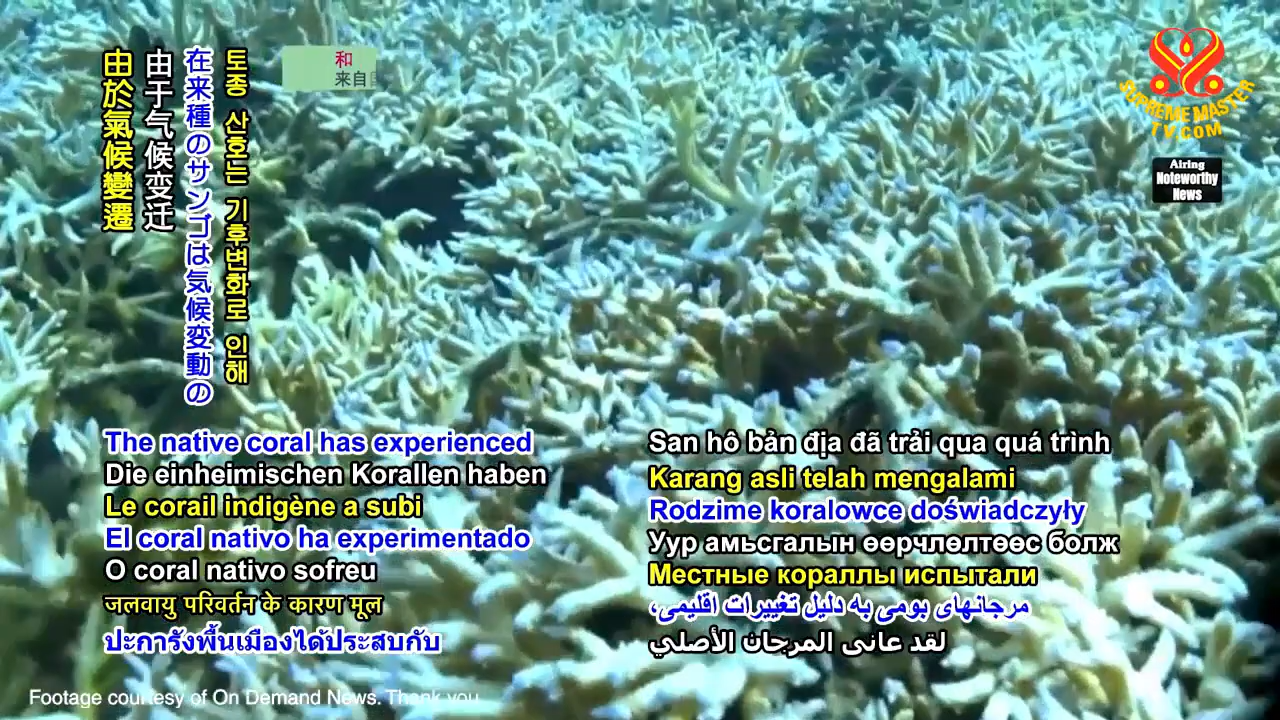 由於氣候變遷
由于气候变迁
在来種のサンゴは気候変動の
토종 산호는 기후변화로 인해
和
来自
SUPREME MASTER
TV.COM
Airing
Noteworthy
News
The native coral has experienced
Die einheimischen Korallen haben
Le corail indigène a subi
El coral nativo ha experimentado
O coral nativo sofreu
जलवायु परिवर्तन के कारण मूल
ปะการังพื้นเมืองได้ประสบกับ
San hô bản địa đã trải qua quá trình
Karang asli telah mengalami
Rodzime koralowce doświadczyły
Уур амьсгалын өөрчлөлтөөс болж
Местные кораллы испытали
مرجانهای بومی به دلیل تغییرات اقلیمی،
لقد عانى المرجان الأصلي
Footage courtesy of On Demand News. Thank you